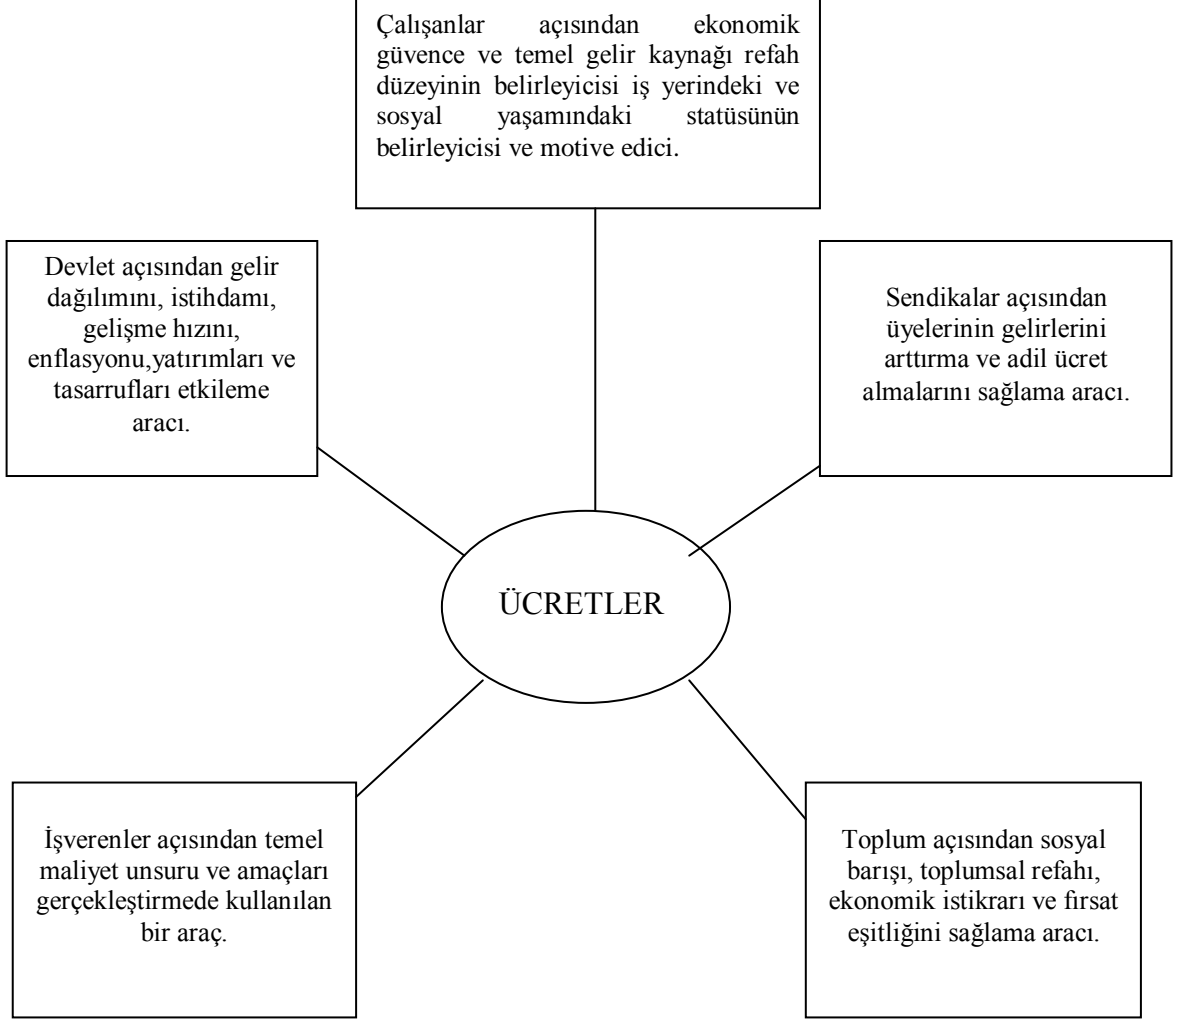 Çalışanlar açısından ekonomik
güvence ve temel gelir kaynağı refah
düzeyinin belirleyicisi iş yerindeki ve
sosyal yaşamındaki statüsünün
belirleyicisi ve motive edici.
Devlet açısından gelir
dağılımını, istihdamı,
gelişme hızını,
enflasyonu,yatırımları ve
tasarrufları etkileme
aracı.
Sendikalar açısından
üyelerinin gelirlerini
arttırma ve adil ücret
almalarını sağlama aracı.
ÜCRETLER
İşverenler açısından temel
maliyet unsuru ve amaçları
gerçekleştirmede kullanılan
bir araç.
Toplum açısından sosyal
barışı, toplumsal refahı,
ekonomik istikrarı ve fırsat
eşitliğini sağlama aracı.